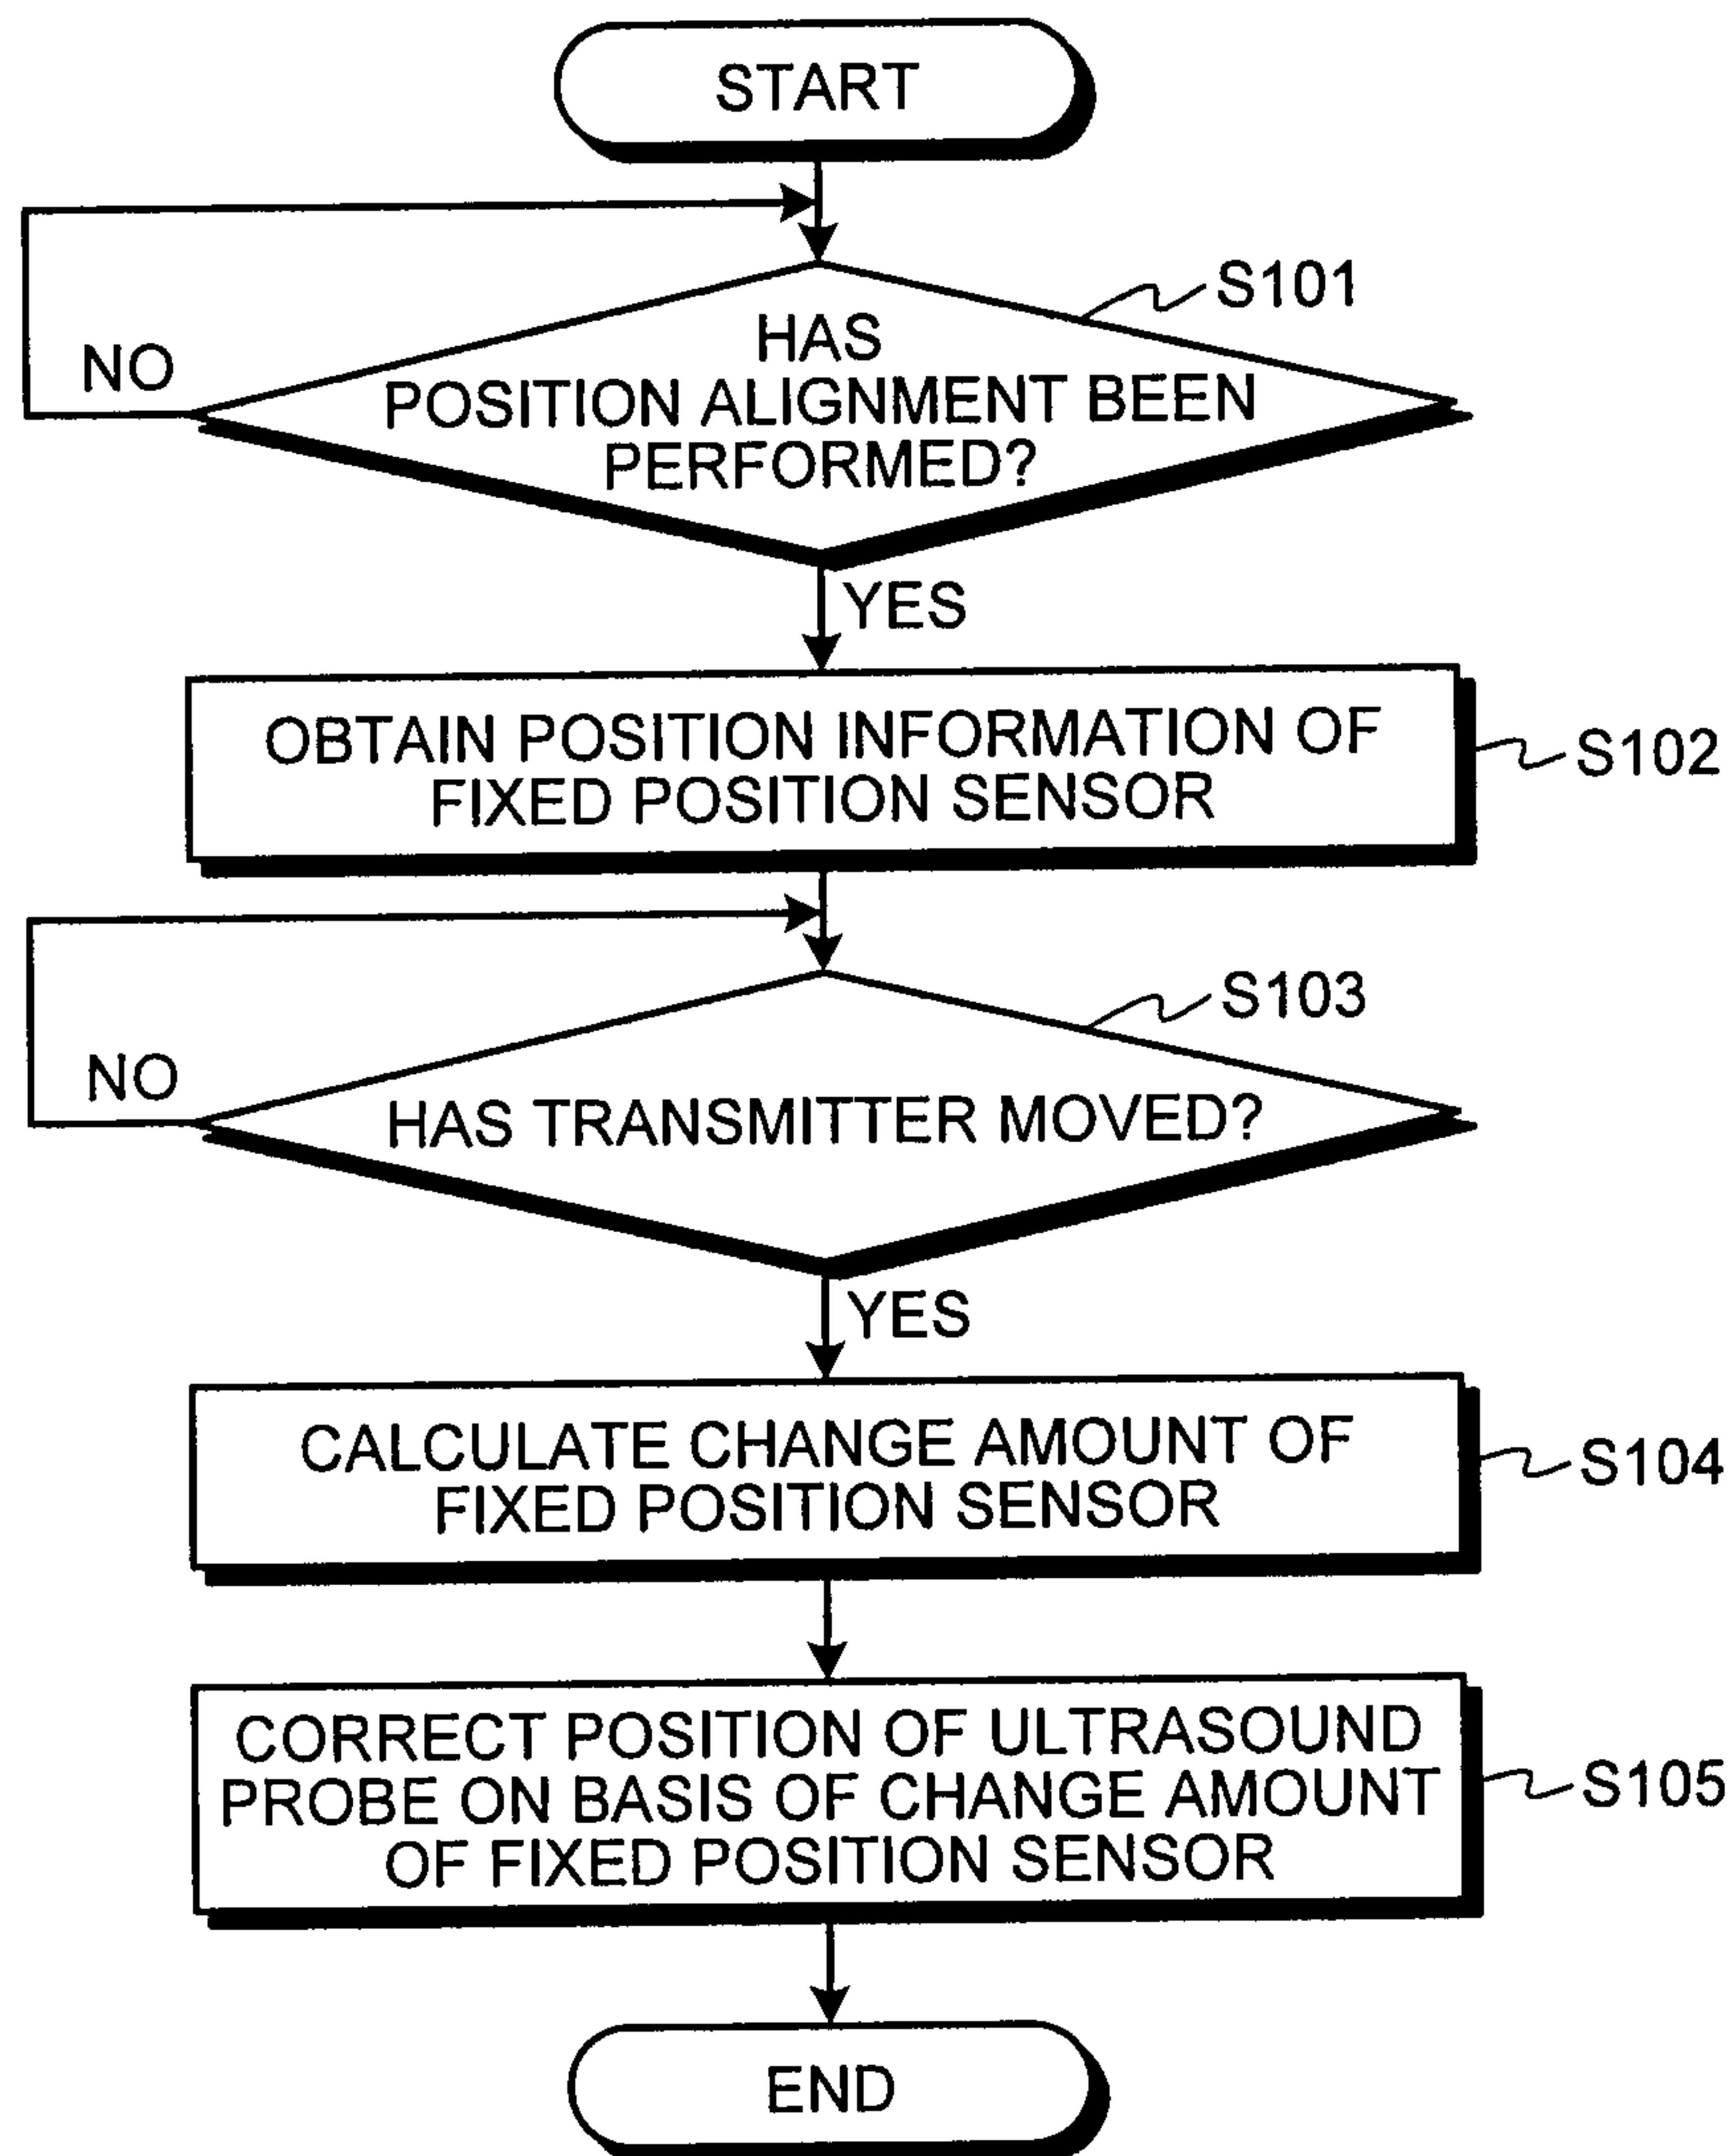 START
S101
HAS
POSITION ALIGNMENT BEEN
PERFORMED?
NO
YES
OBTAIN POSITION INFORMATION OF
FIXED POSITION SENSOR
S102
S103
HAS TRANSMITTER MOVED?
NO
YES
CALCULATE CHANGE AMOUNT OF
FIXED POSITION SENSOR
S104
CORRECT POSITION OF ULTRASOUND
PROBE ON BASIS OF CHANGE AMOUNT
OF FIXED POSITION SENSOR
S105
END